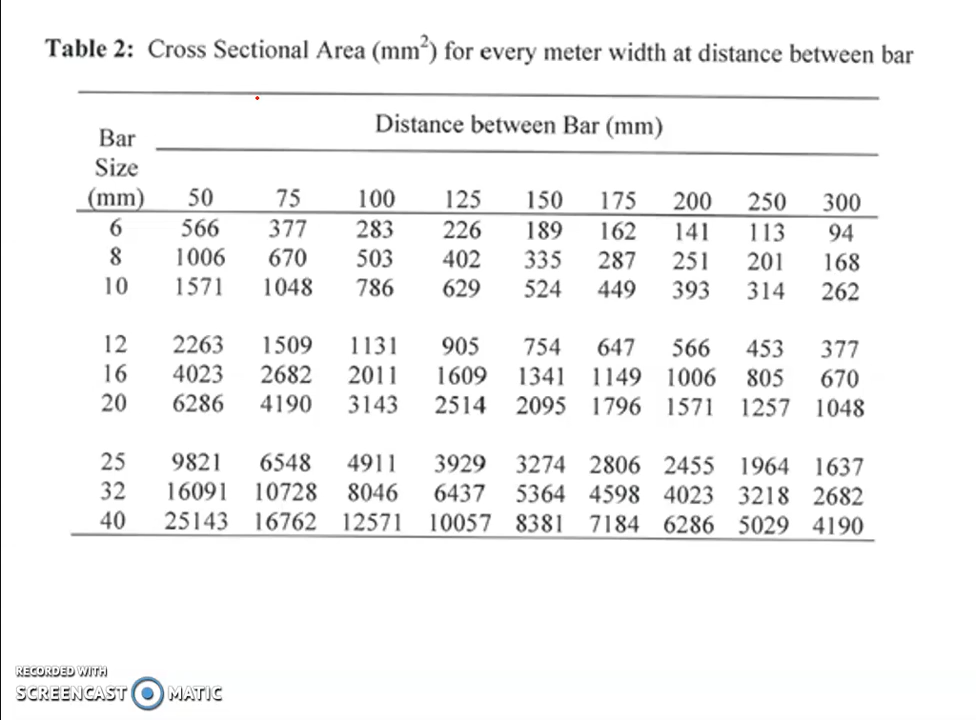 Table 2: Cross Sectional Area (mm²) for every meter width at distance between bar
Distance between Bar (mm)
Bar
Size
(mm) 50 75 100 125 150 175 200 250 300
6 566 377 283 226 189 162 141 113 94
8 1006 670 503 402 335 287 251 201 168
10 1571 1048 786 629 524 449 393 314 262
12 2263 1509 1131 905 754 647 566 453 377
16 4023 2682 2011 1609 1341 1149 1006 805 670
20 6286 4190 3143 2514 2095 1796 1571 1257 1048
25 9821 6548 4911 3929 3274 2806 2455 1964 1637
32 16091 10728 8046 6437 5364 4598 4023 3218 2682
40 25143 16762 12571 10057 8381 7184 6286 5029 4190
RECORDED WITH
SCREENCAST MATIC